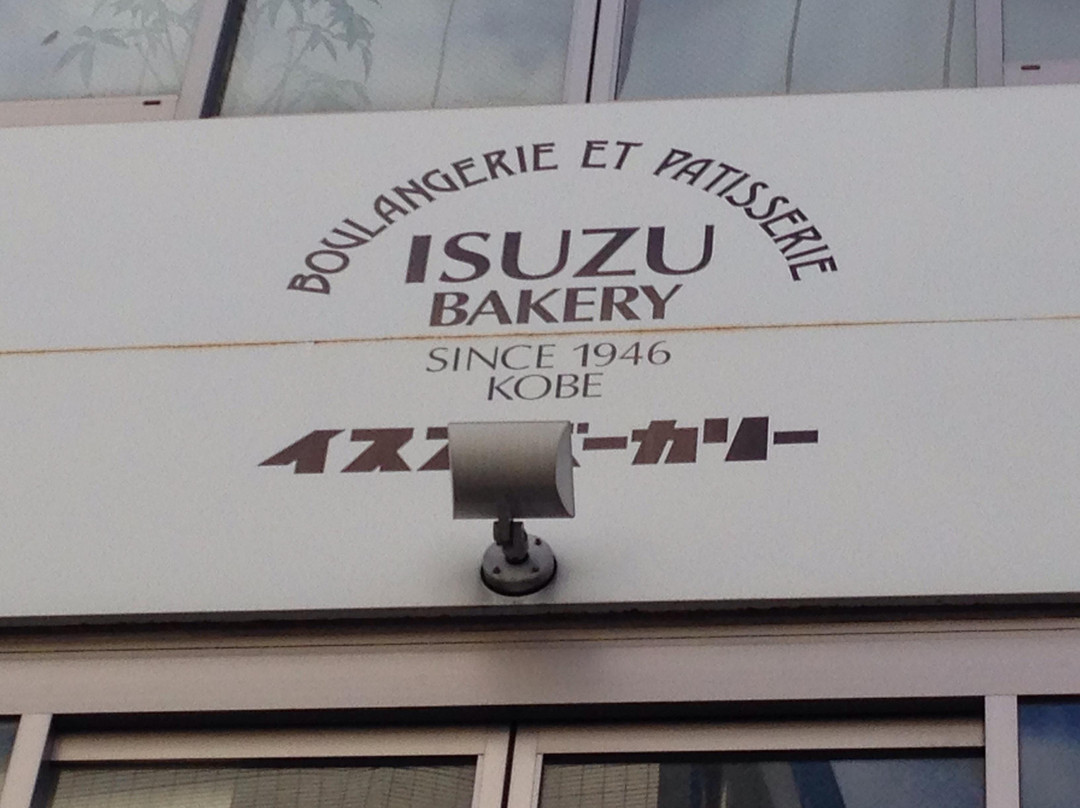 BOULANGERIE ET PATISSERIE
ISUZU
BAKERY
SINCE 1946
KOBE
イスズベーカリー